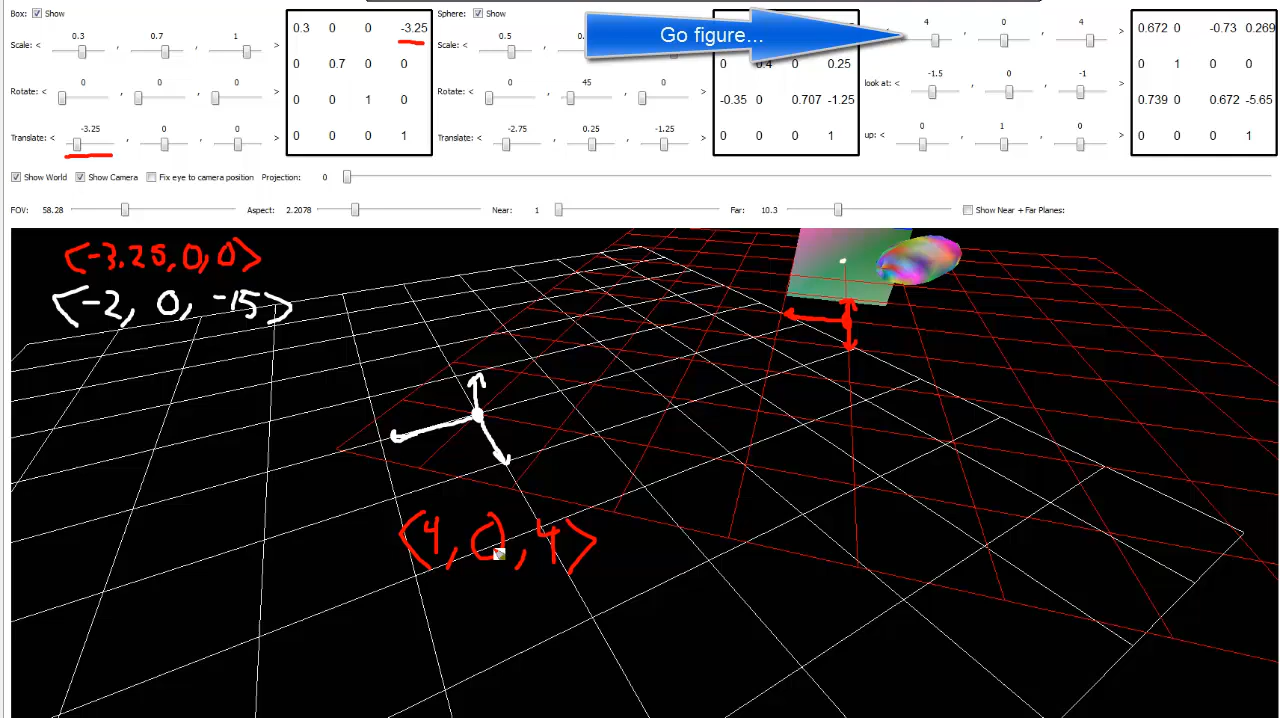 Box: Show 0.3 0 0 -3.25 Sphere: Show Go figure... 4 0 4 0.672 0 -0.73 0.269
Scale: < 0.3 , 0.7 , 1 > Scale: < 0.5
0 0.7 0 0 0 0.4 0 0.25 0 1 0 0
Rotate: < 0 , 0 , 0 > Rotate: < 0 , 45 , 0 > look at: < -1.5 , 0 , -1 >
0 0 1 0 -0.35 0 0.707 -1.25 0.739 0 0.672 -5.65
Translate: < -3.25 , 0 , 0 > Translate: < -2.75 , 0.25 , -1.25 > up: < 0 , 1 , 0 >
0 0 0 1 0 0 0 1 0 0 0 1
Show World Show Camera Fix eye to camera position Projection: 0
FOV: 58.28 Aspect: 2.2078 Near: 1 Far: 10.3 Show Near + Far Planes:
<-3.25, 0, 0>
<-2, 0, -15>
<4, 0, 4>